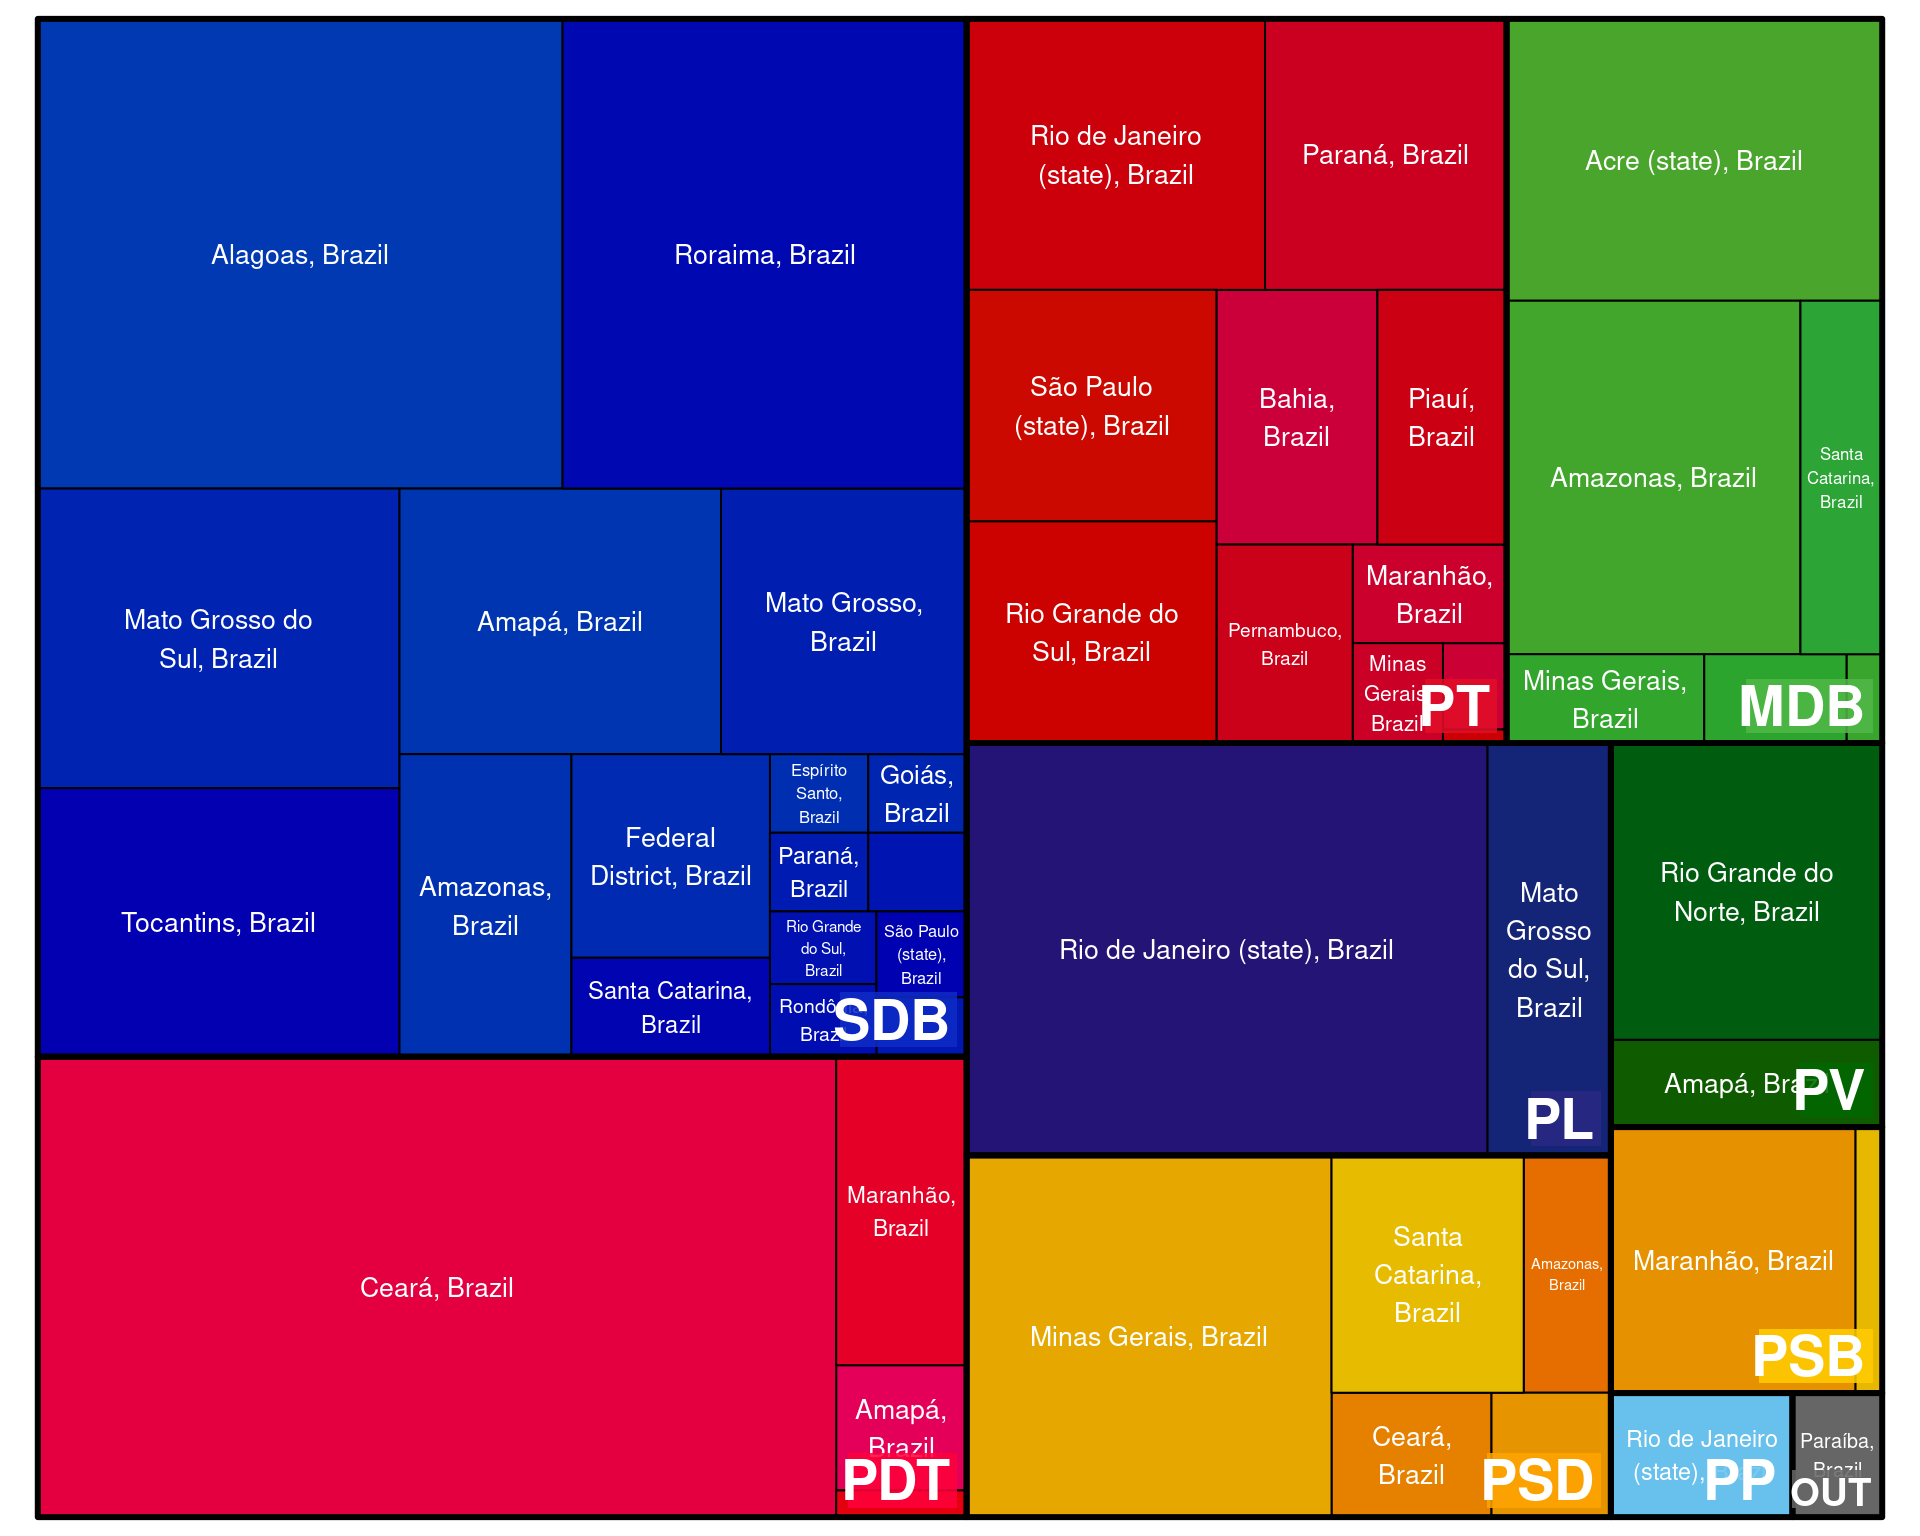 Alagoas, Brazil
Roraima, Brazil
Mato Grosso do
Sul, Brazil
Amapá, Brazil
Mato Grosso,
Brazil
Tocantins, Brazil
Amazonas,
Brazil
Federal
District, Brazil
Santa Catarina,
Brazil
Espírito
Santo,
Brazil
Goiás,
Brazil
Paraná,
Brazil
Rio Grande
do Sul,
Brazil
São Paulo
(state),
Brazil
SDB
Ceará, Brazil
Maranhão,
Brazil
Amapá,
Brazil
PDT
Rio de Janeiro
(state), Brazil
Paraná, Brazil
São Paulo
(state), Brazil
Bahia,
Brazil
Piauí,
Brazil
Rio Grande do
Sul, Brazil
Pernambuco,
Brazil
Maranhão,
Brazil
Minas
Gerais,
Brazil
PT
Acre (state), Brazil
Amazonas, Brazil
Santa
Catarina,
Brazil
Minas Gerais,
Brazil
MDB
Rio de Janeiro (state), Brazil
Mato
Grosso
do Sul,
Brazil
PL
Rio Grande do
Norte, Brazil
Amapá, Brazil
PV
Minas Gerais, Brazil
Santa
Catarina,
Brazil
Amazonas,
Brazil
Ceará,
Brazil
PSD
Maranhão, Brazil
PSB
Rio de Janeiro
(state),
PP
Paraíba,
Brazil
OUT